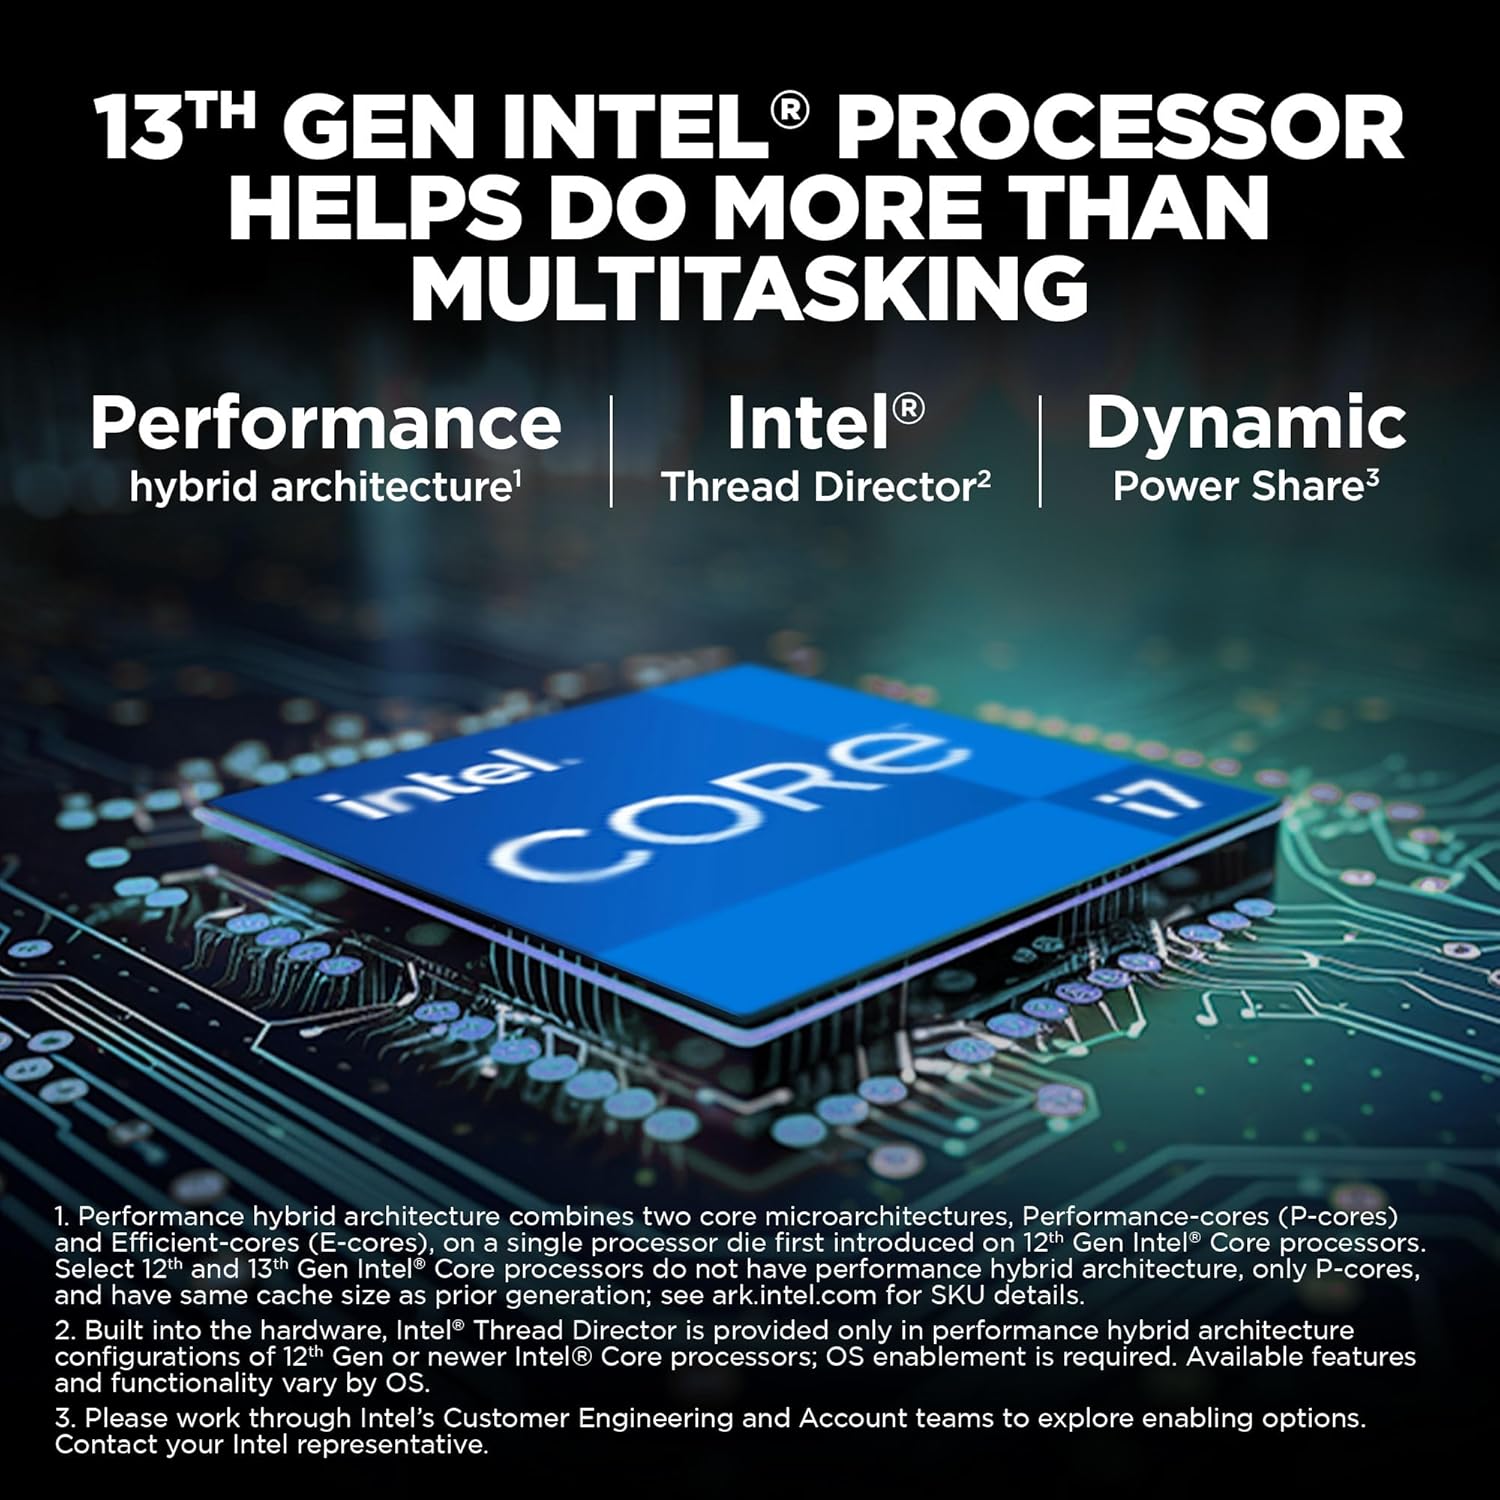 13TH GEN INTEL® PROCESSOR
HELPS DO MORE THAN
MULTITASKING
Performance
hybrid architecture1
Intel®
Thread Director2
Dynamic
Power Share3
intel.
CORe
i7
1. Performance hybrid architecture combines two core microarchitectures, Performance-cores (P-cores)
and Efficient-cores (E-cores), on a single processor die first introduced on 12th Gen Intel® Core processors.
Select 12th and 13th Gen Intel® Core processors do not have performance hybrid architecture, only P-cores,
and have same cache size as prior generation; see ark.intel.com for SKU details.
2. Built into the hardware, Intel® Thread Director is provided only in performance hybrid architecture
configurations of 12th Gen or newer Intel® Core processors; OS enablement is required. Available features
and functionality vary by OS.
3. Please work through Intel's Customer Engineering and Account teams to explore enabling options.
Contact your Intel representative.